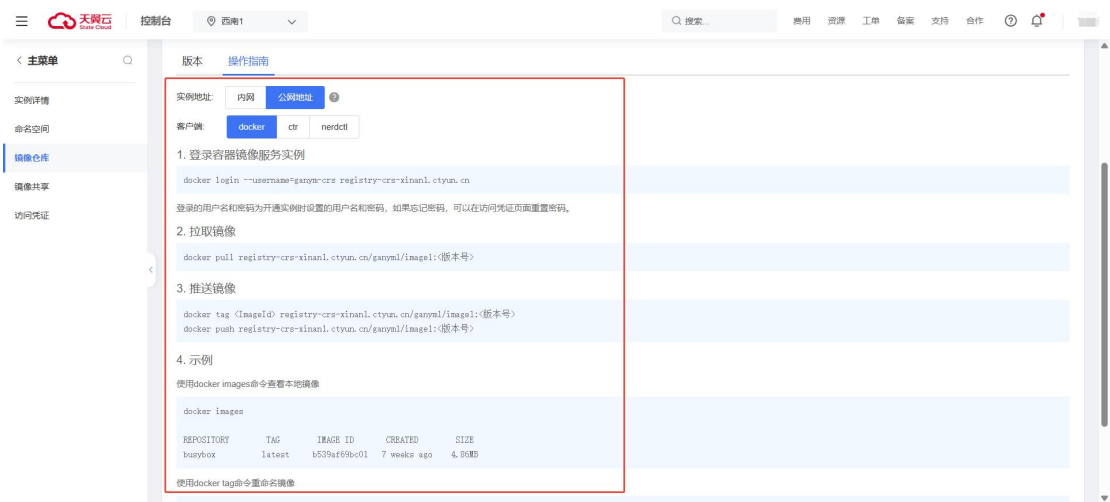 天翼云
State Cloud
控制台
西南1
搜索...
费用
资源
工单
备案
支持
合作
主菜单
实例详情
命名空间
镜像仓库
镜像共享
访问凭证
版本
操作指南
实例地址:
内网
公网地址
客户端:
docker
ctr
nerdctl
1. 登录容器镜像服务实例
docker login --username=ganym-crs registry-crs-xinan1.ctyun.cn
登录的用户名和密码为开通实例时设置的用户名和密码，如果忘记密码，可以在访问凭证页面重置密码。
2. 拉取镜像
docker pull registry-crs-xinan1.ctyun.cn/ganyml/image1:<版本号>
3. 推送镜像
docker tag <ImageId> registry-crs-xinan1.ctyun.cn/ganyml/image1:<版本号>
docker push registry-crs-xinan1.ctyun.cn/ganyml/image1:<版本号>
4. 示例
使用docker images命令查看本地镜像
docker images
REPOSITORY TAG IMAGE ID CREATED SIZE
busybox latest b539af69bc01 7 weeks ago 4.86MB
使用docker tag命令重命名镜像